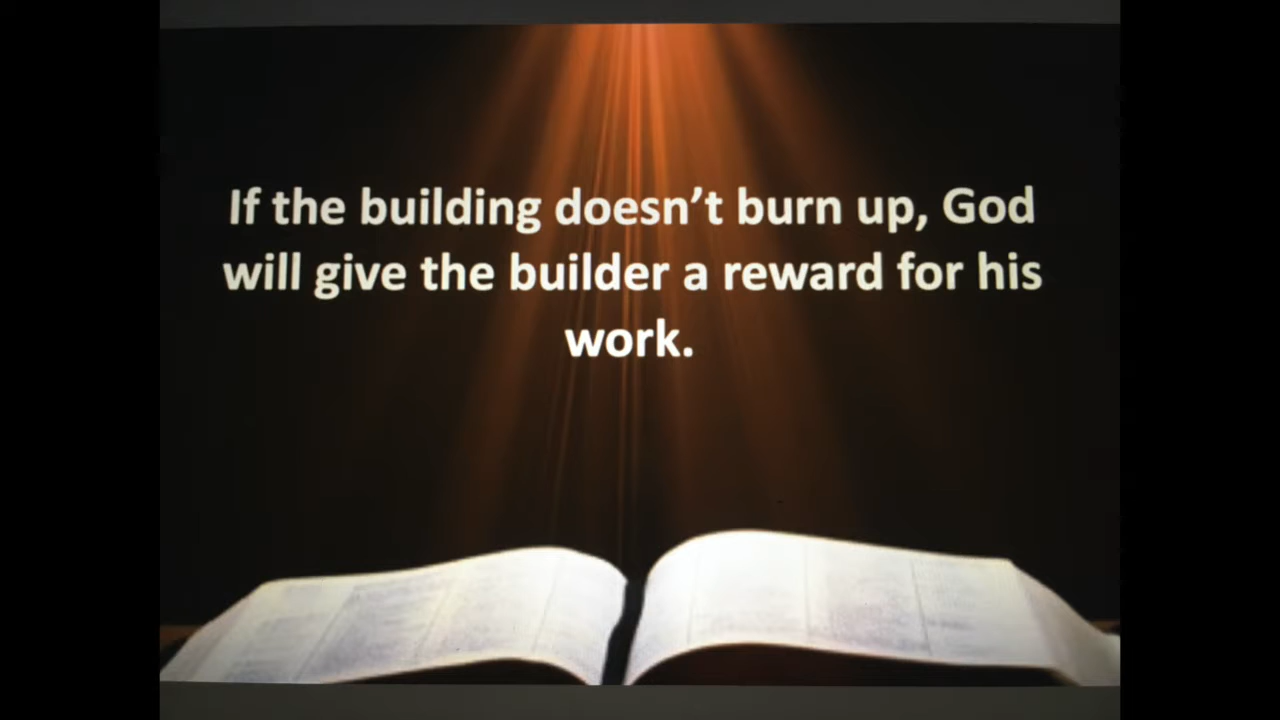 If the building doesn’t burn up, God
will give the builder a reward for his
work.